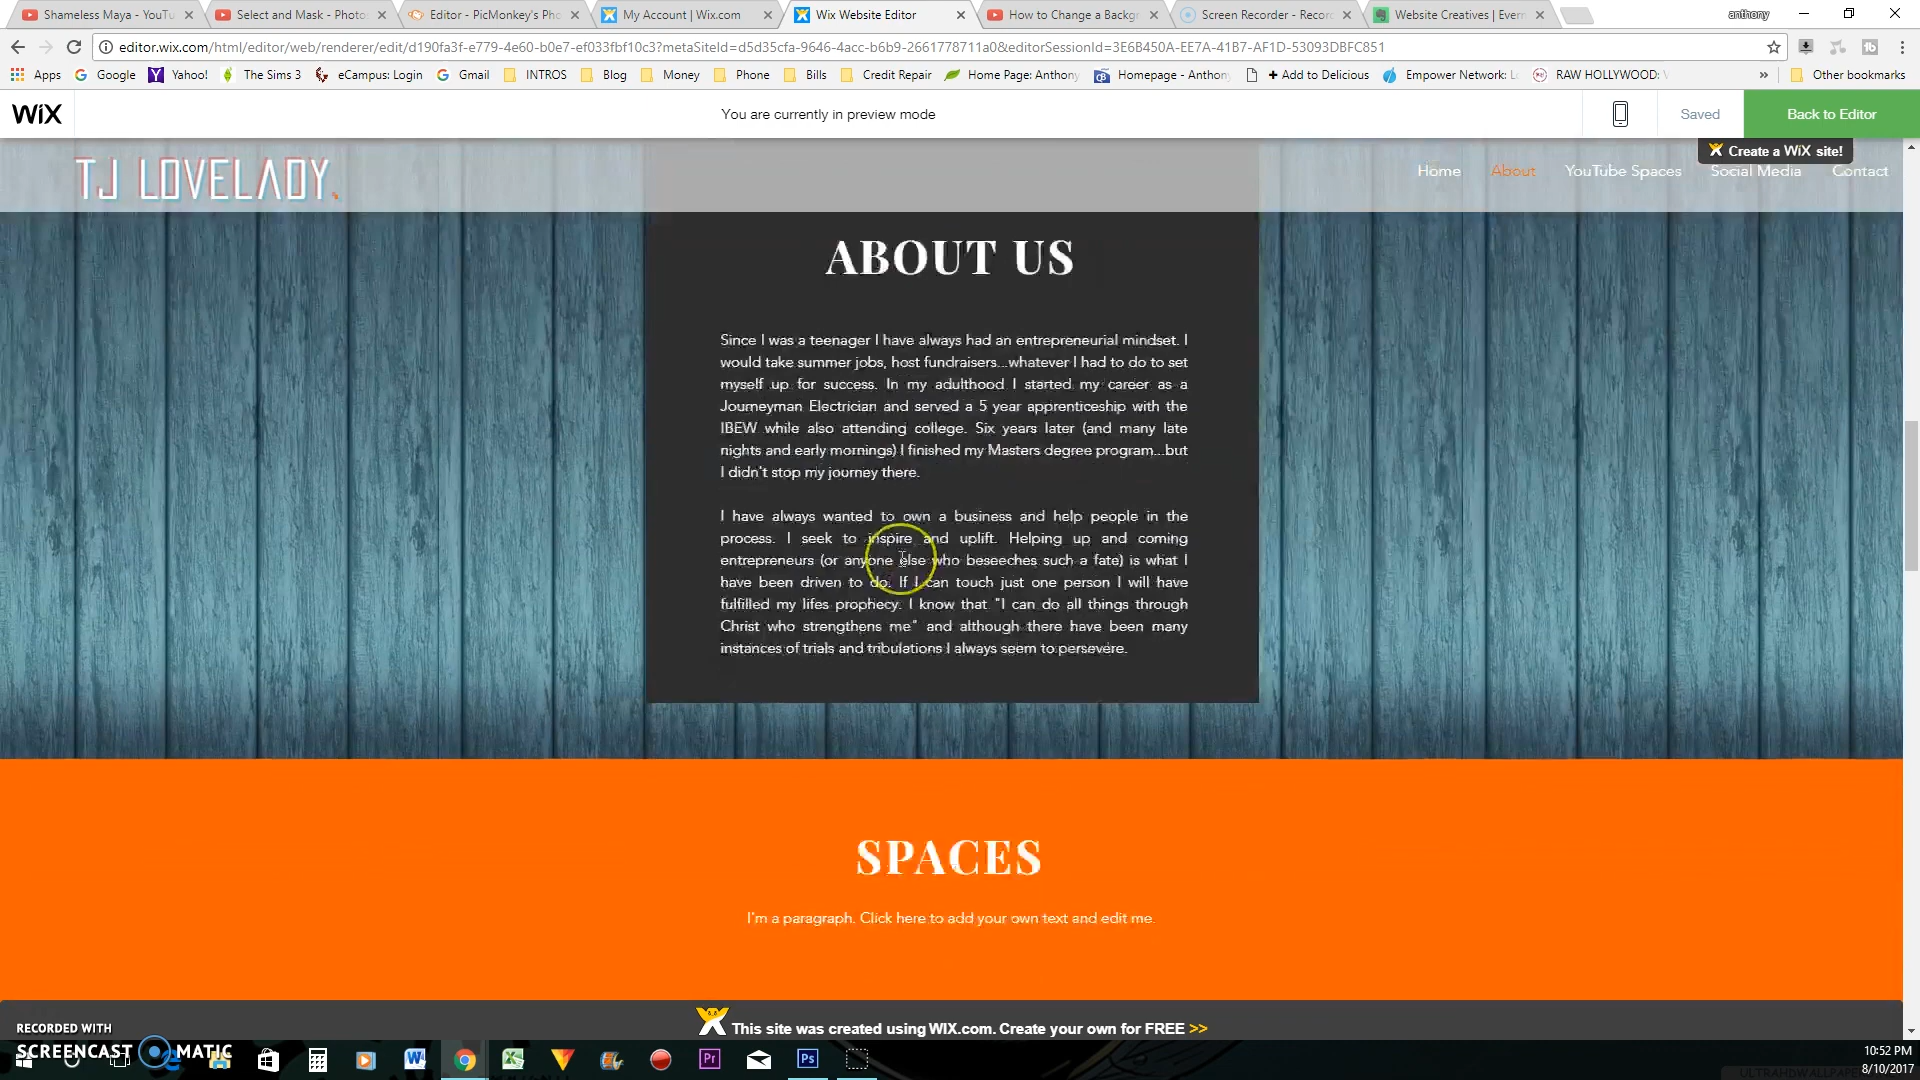 Shameless Maya - YouTu
Select and Mask - Photos
Editor - PicMonkey's Pho
My Account | Wix.com
Wix Website Editor
How to Change a Backgr
Screen Recorder - Recor
Website Creatives | Ever
anthony
editor.wix.com/html/editor/web/renderer/edit/d190fa3f-e779-4e60-b0e7-ef033fbf10c3?metaSiteId=d5d35cfa-9646-4acc-b6b9-2661778711a0&editorSessionId=3E6B450A-EE7A-41B7-AF1D-53093DBFC851
Apps Google Yahoo! The Sims 3 eCampus: Login Gmail INTROS Blog Money Phone Bills Credit Repair Home Page: Anthony Homepage - Anthony + Add to Delicious Empower Network: L RAW HOLLYWOOD: » Other bookmarks
WiX
You are currently in preview mode
Saved
Back to Editor
Create a WiX site!
TJ LOVELADY.
Home About YouTube Spaces Social Media Contact
ABOUT US
Since I was a teenager I have always had an entrepreneurial mindset. I
would take summer jobs, host fundraisers...whatever I had to do to set
myself up for success. In my adulthood I started my career as a
Journeyman Electrician and served a 5 year apprenticeship with the
IBEW while also attending college. Six years later (and many late
nights and early mornings) I finished my Masters degree program...but
I didn't stop my journey there.
I have always wanted to own a business and help people in the
process. I seek to inspire and uplift. Helping up and coming
entrepreneurs (or anyone else who beseeches such a fate) is what I
have been driven to do. If I can touch just one person I will have
fulfilled my lifes prophecy. I know that "I can do all things through
Christ who strengthens me" and although there have been many
instances of trials and tribulations I always seem to persevere.
SPACES
I'm a paragraph. Click here to add your own text and edit me.
This site was created using WIX.com. Create your own for FREE >>
RECORDED WITH
SCREENCAST MATIC
10:52 PM
8/10/2017